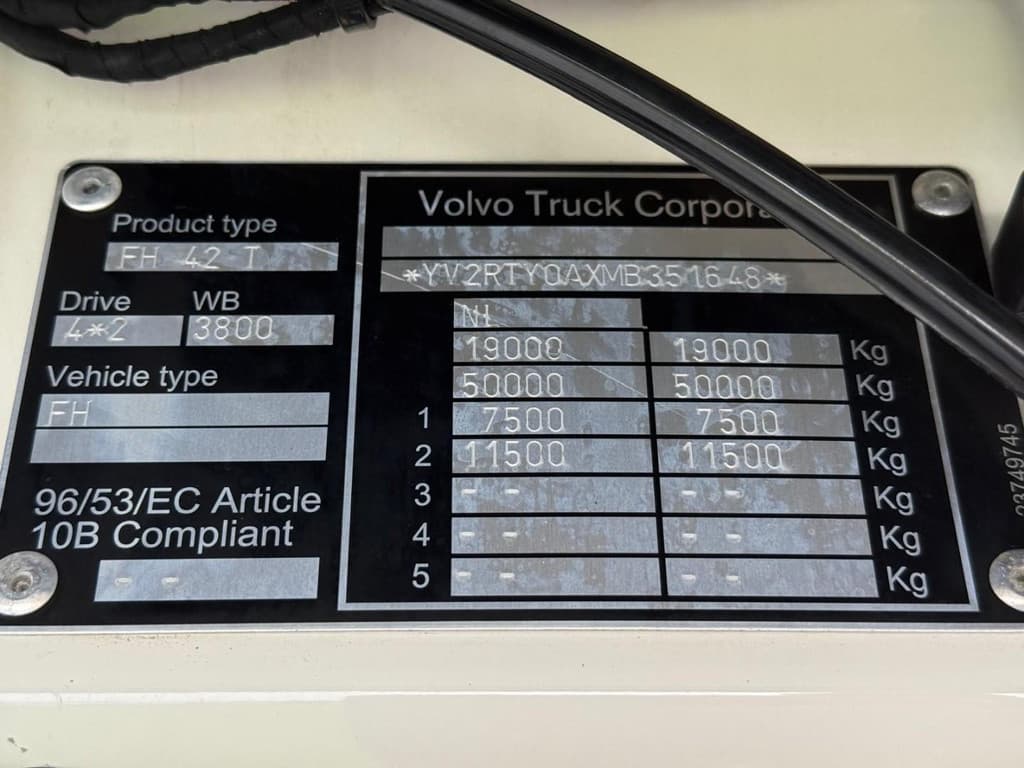 Product type
FH 42 T
Drive WB
4*2 3800
Vehicle type
FH
96/53/EC Article
10B Compliant
- -
Volvo Truck
*YV2RTY0AXMB351648*
NL
19000 19000 Kg
50000 50000 Kg
1 7500 7500 Kg
2 11500 11500 Kg
3 - - - - Kg
4 - - - - Kg
5 - - - - Kg
23749745